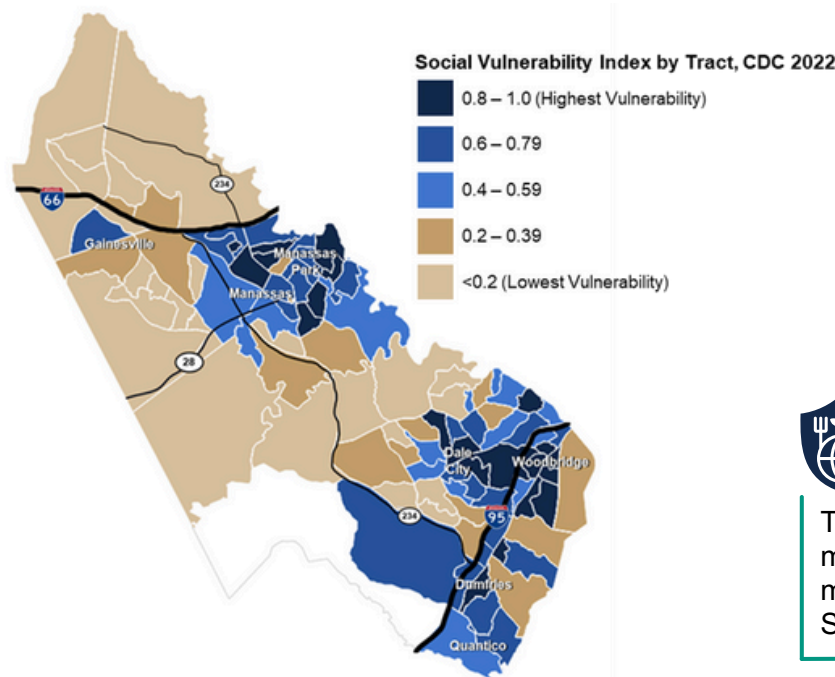 Social Vulnerability Index by Tract, CDC 2022
0.8 – 1.0 (Highest Vulnerability)
0.6 – 0.79
0.4 – 0.59
0.2 – 0.39
<0.2 (Lowest Vulnerability)
234
66
Gainesville
Manassas
Park
Manassas
28
Dale
City
Woodbridge
234
95
Dumfries
Quantico
T
m
m
S